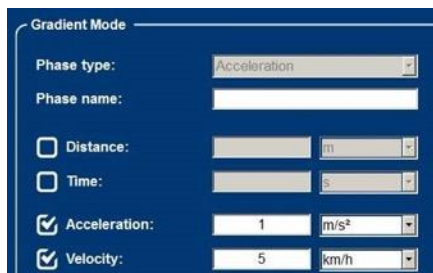 Gradient Mode
Phase type: Acceleration
Phase name:
Distance: m
Time: s
Acceleration: 1 m/s²
Velocity: 5 km/h